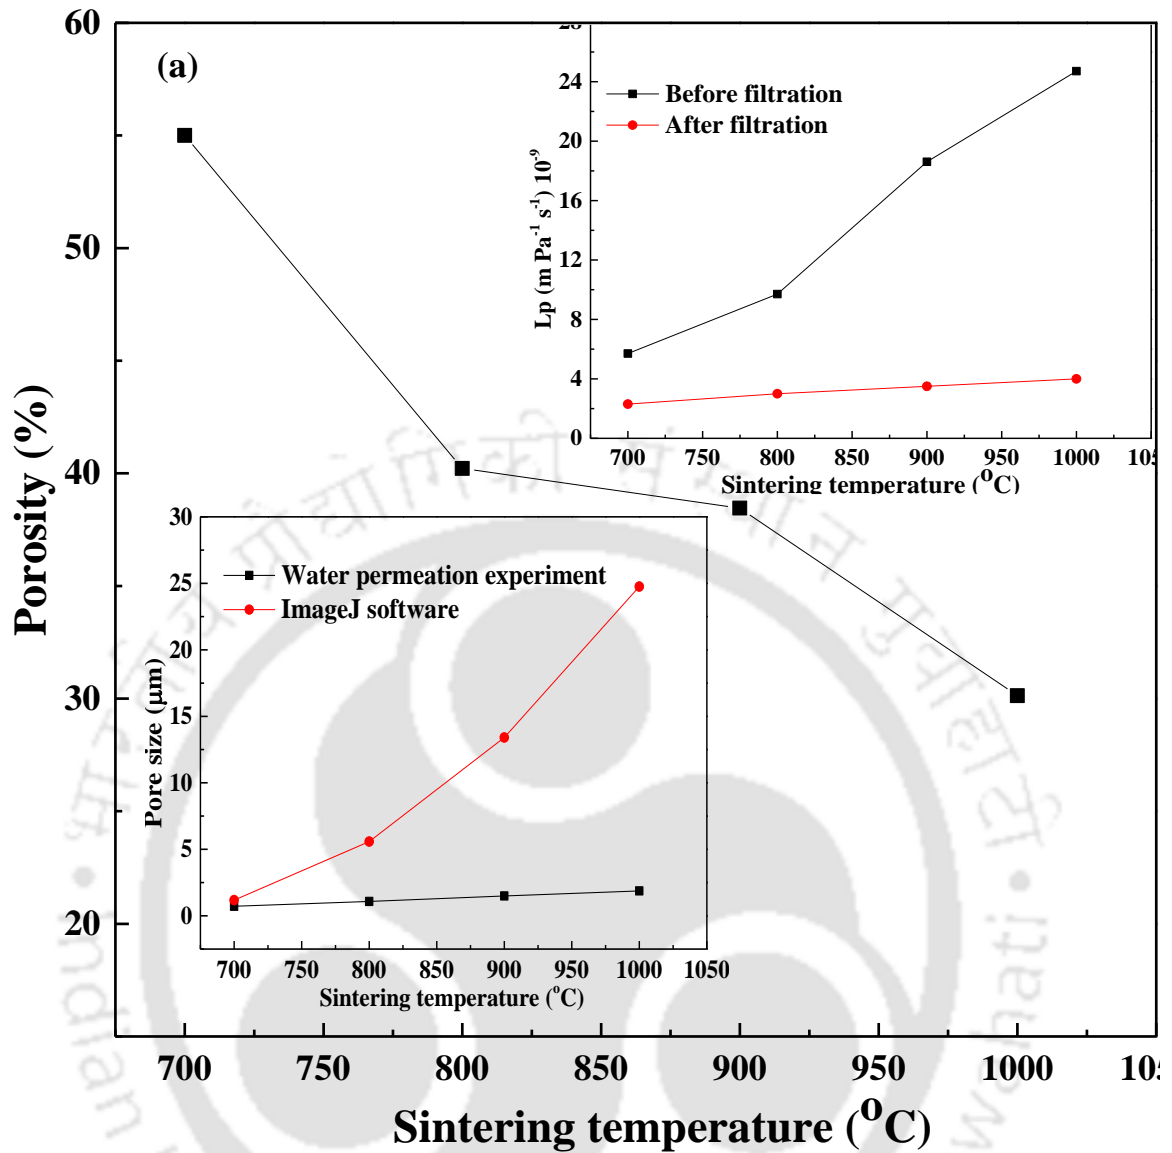 (a)
60
50
40
30
20
Porosity (%)
700 750 800 850 900 950 1000 105
Sintering temperature (°C)
28
24
20
16
12
8
4
0
Lp (m Pa⁻¹ s⁻¹) 10⁻⁹
Before filtration
After filtration
700 750 800 850 900 950 1000 105
Sintering temperature (°C)
30
25
20
15
10
5
0
Pore size (μm)
Water permeation experiment
ImageJ software
700 750 800 850 900 950 1000 1050
Sintering temperature (°C)
Indian